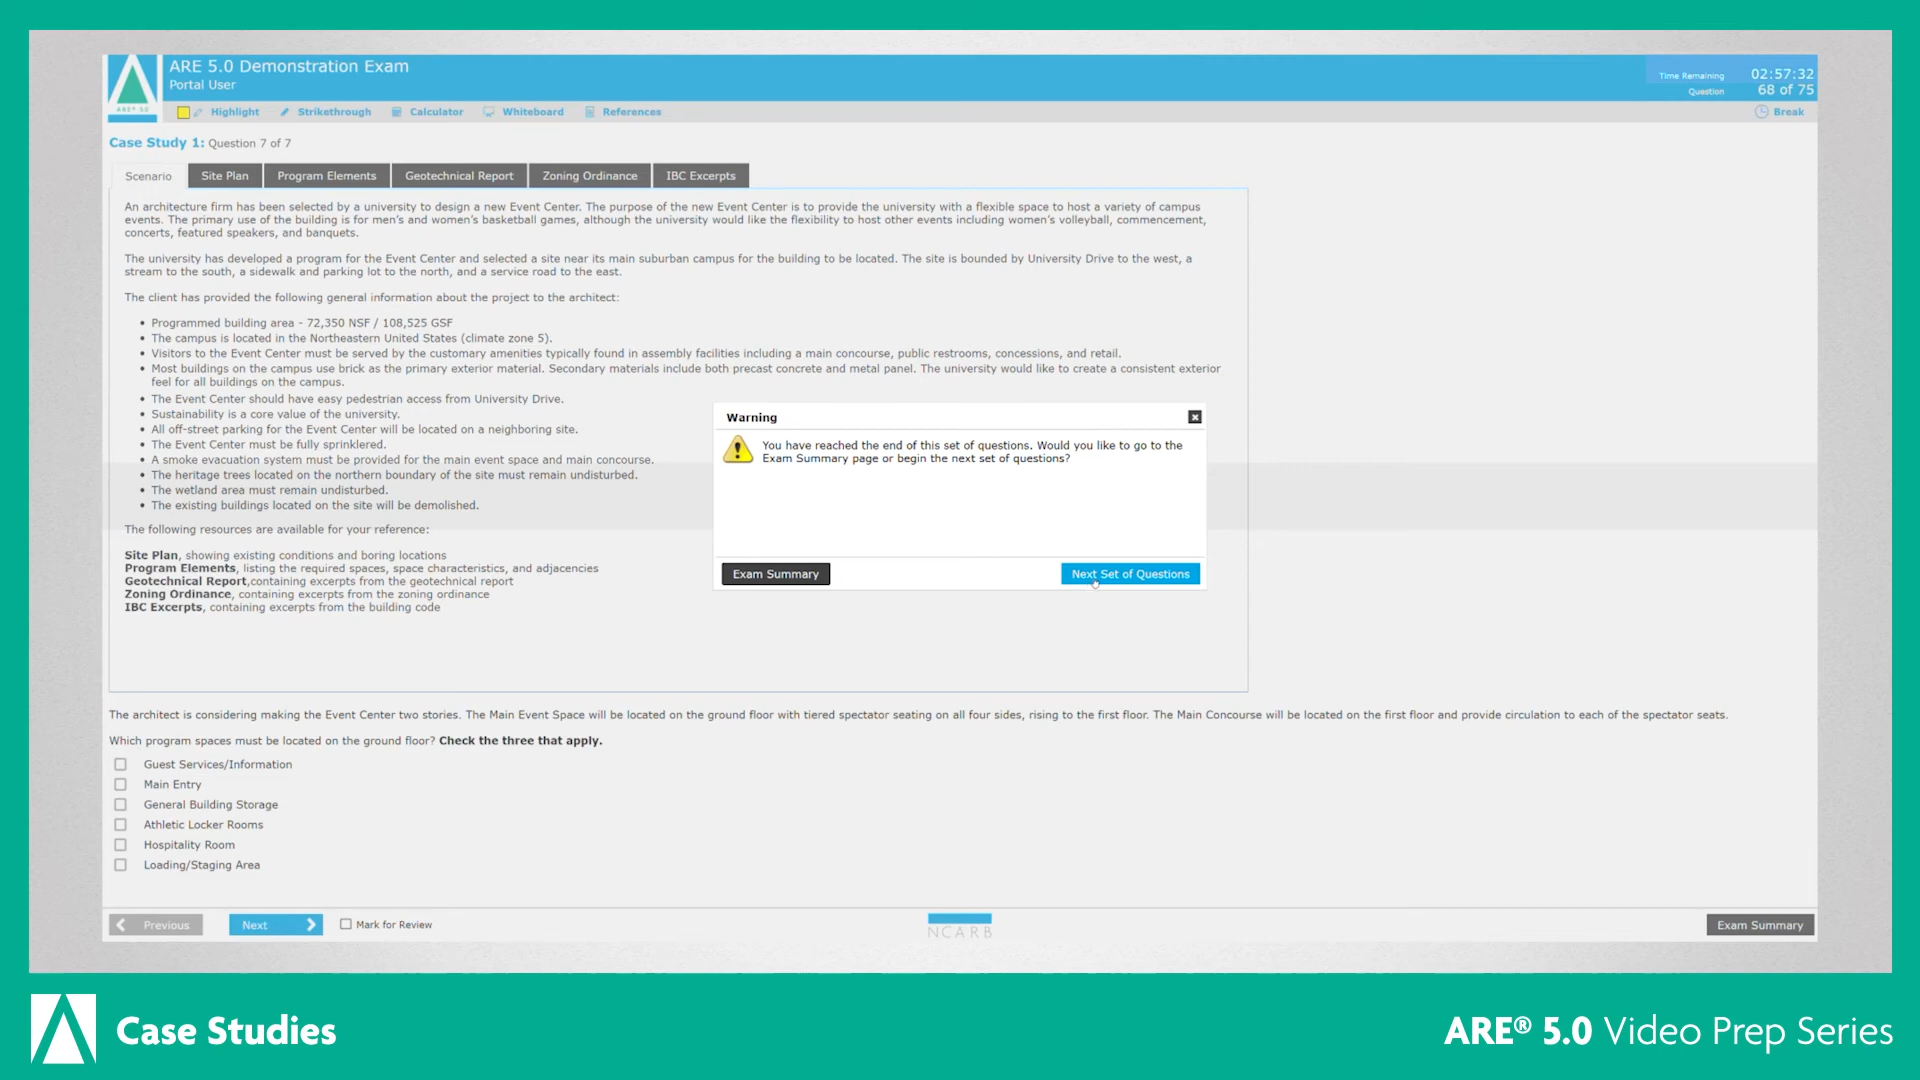 ARE 5.0 Demonstration Exam
Portal User
Time Remaining 02:57:32
Question 68 of 75
ARE® 5.0
Highlight Strikethrough Calculator Whiteboard References Break
Case Study 1: Question 7 of 7
Scenario Site Plan Program Elements Geotechnical Report Zoning Ordinance IBC Excerpts
An architecture firm has been selected by a university to design a new Event Center. The purpose of the new Event Center is to provide the university with a flexible space to host a variety of campus
events. The primary use of the building is for men's and women's basketball games, although the university would like the flexibility to host other events including women's volleyball, commencement,
concerts, featured speakers, and banquets.
The university has developed a program for the Event Center and selected a site near its main suburban campus for the building to be located. The site is bounded by University Drive to the west, a
stream to the south, a sidewalk and parking lot to the north, and a service road to the east.
The client has provided the following general information about the project to the architect:
• Programmed building area - 72,350 NSF / 108,525 GSF
• The campus is located in the Northeastern United States (climate zone 5).
• Visitors to the Event Center must be served by the customary amenities typically found in assembly facilities including a main concourse, public restrooms, concessions, and retail.
• Most buildings on the campus use brick as the primary exterior material. Secondary materials include both precast concrete and metal panel. The university would like to create a consistent exterior
feel for all buildings on the campus.
• The Event Center should have easy pedestrian access from University Drive.
• Sustainability is a core value of the university.
• All off-street parking for the Event Center will be located on a neighboring site.
• The Event Center must be fully sprinklered.
• A smoke evacuation system must be provided for the main event space and main concourse.
• The heritage trees located on the northern boundary of the site must remain undisturbed.
• The wetland area must remain undisturbed.
• The existing buildings located on the site will be demolished.
The following resources are available for your reference:
Site Plan, showing existing conditions and boring locations
Program Elements, listing the required spaces, space characteristics, and adjacencies
Geotechnical Report,containing excerpts from the geotechnical report
Zoning Ordinance, containing excerpts from the zoning ordinance
IBC Excerpts, containing excerpts from the building code
Warning
You have reached the end of this set of questions. Would you like to go to the
Exam Summary page or begin the next set of questions?
Exam Summary Next Set of Questions
The architect is considering making the Event Center two stories. The Main Event Space will be located on the ground floor with tiered spectator seating on all four sides, rising to the first floor. The Main Concourse will be located on the first floor and provide circulation to each of the spectator seats.
Which program spaces must be located on the ground floor? Check the three that apply.
Guest Services/Information
Main Entry
General Building Storage
Athletic Locker Rooms
Hospitality Room
Loading/Staging Area
Previous Next Mark for Review NCARB Exam Summary
Case Studies ARE® 5.0 Video Prep Series